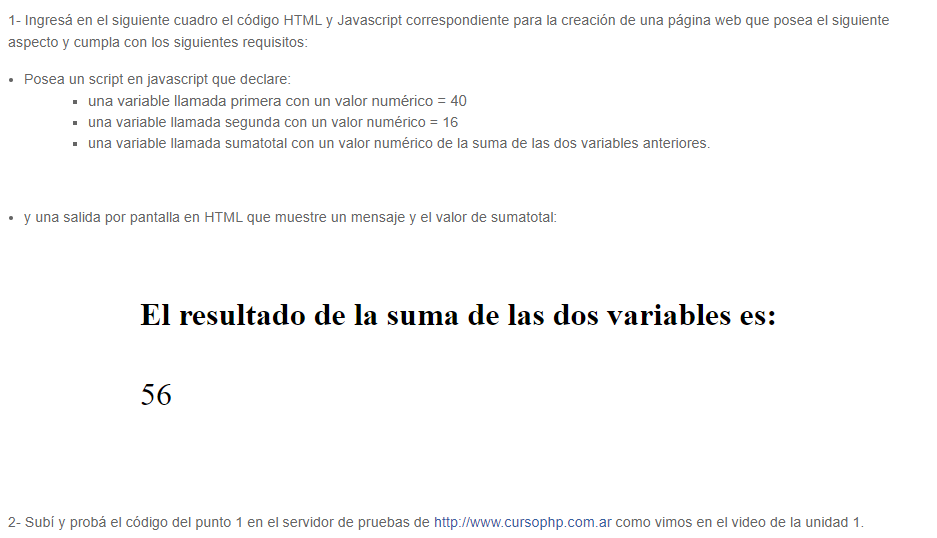 1- Ingresá en el siguiente cuadro el código HTML y Javascript correspondiente para la creación de una página web que posea el siguiente
aspecto y cumpla con los siguientes requisitos:
Posea un script en javascript que declare:
una variable llamada primera con un valor numérico = 40
una variable llamada segunda con un valor numérico = 16
una variable llamada sumatotal con un valor numérico de la suma de las dos variables anteriores.
y una salida por pantalla en HTML que muestre un mensaje y el valor de sumatotal:
El resultado de la suma de las dos variables es:
56
2- Subí y probá el código del punto 1 en el servidor de pruebas de http://www.cursophp.com.ar como vimos en el video de la unidad 1.